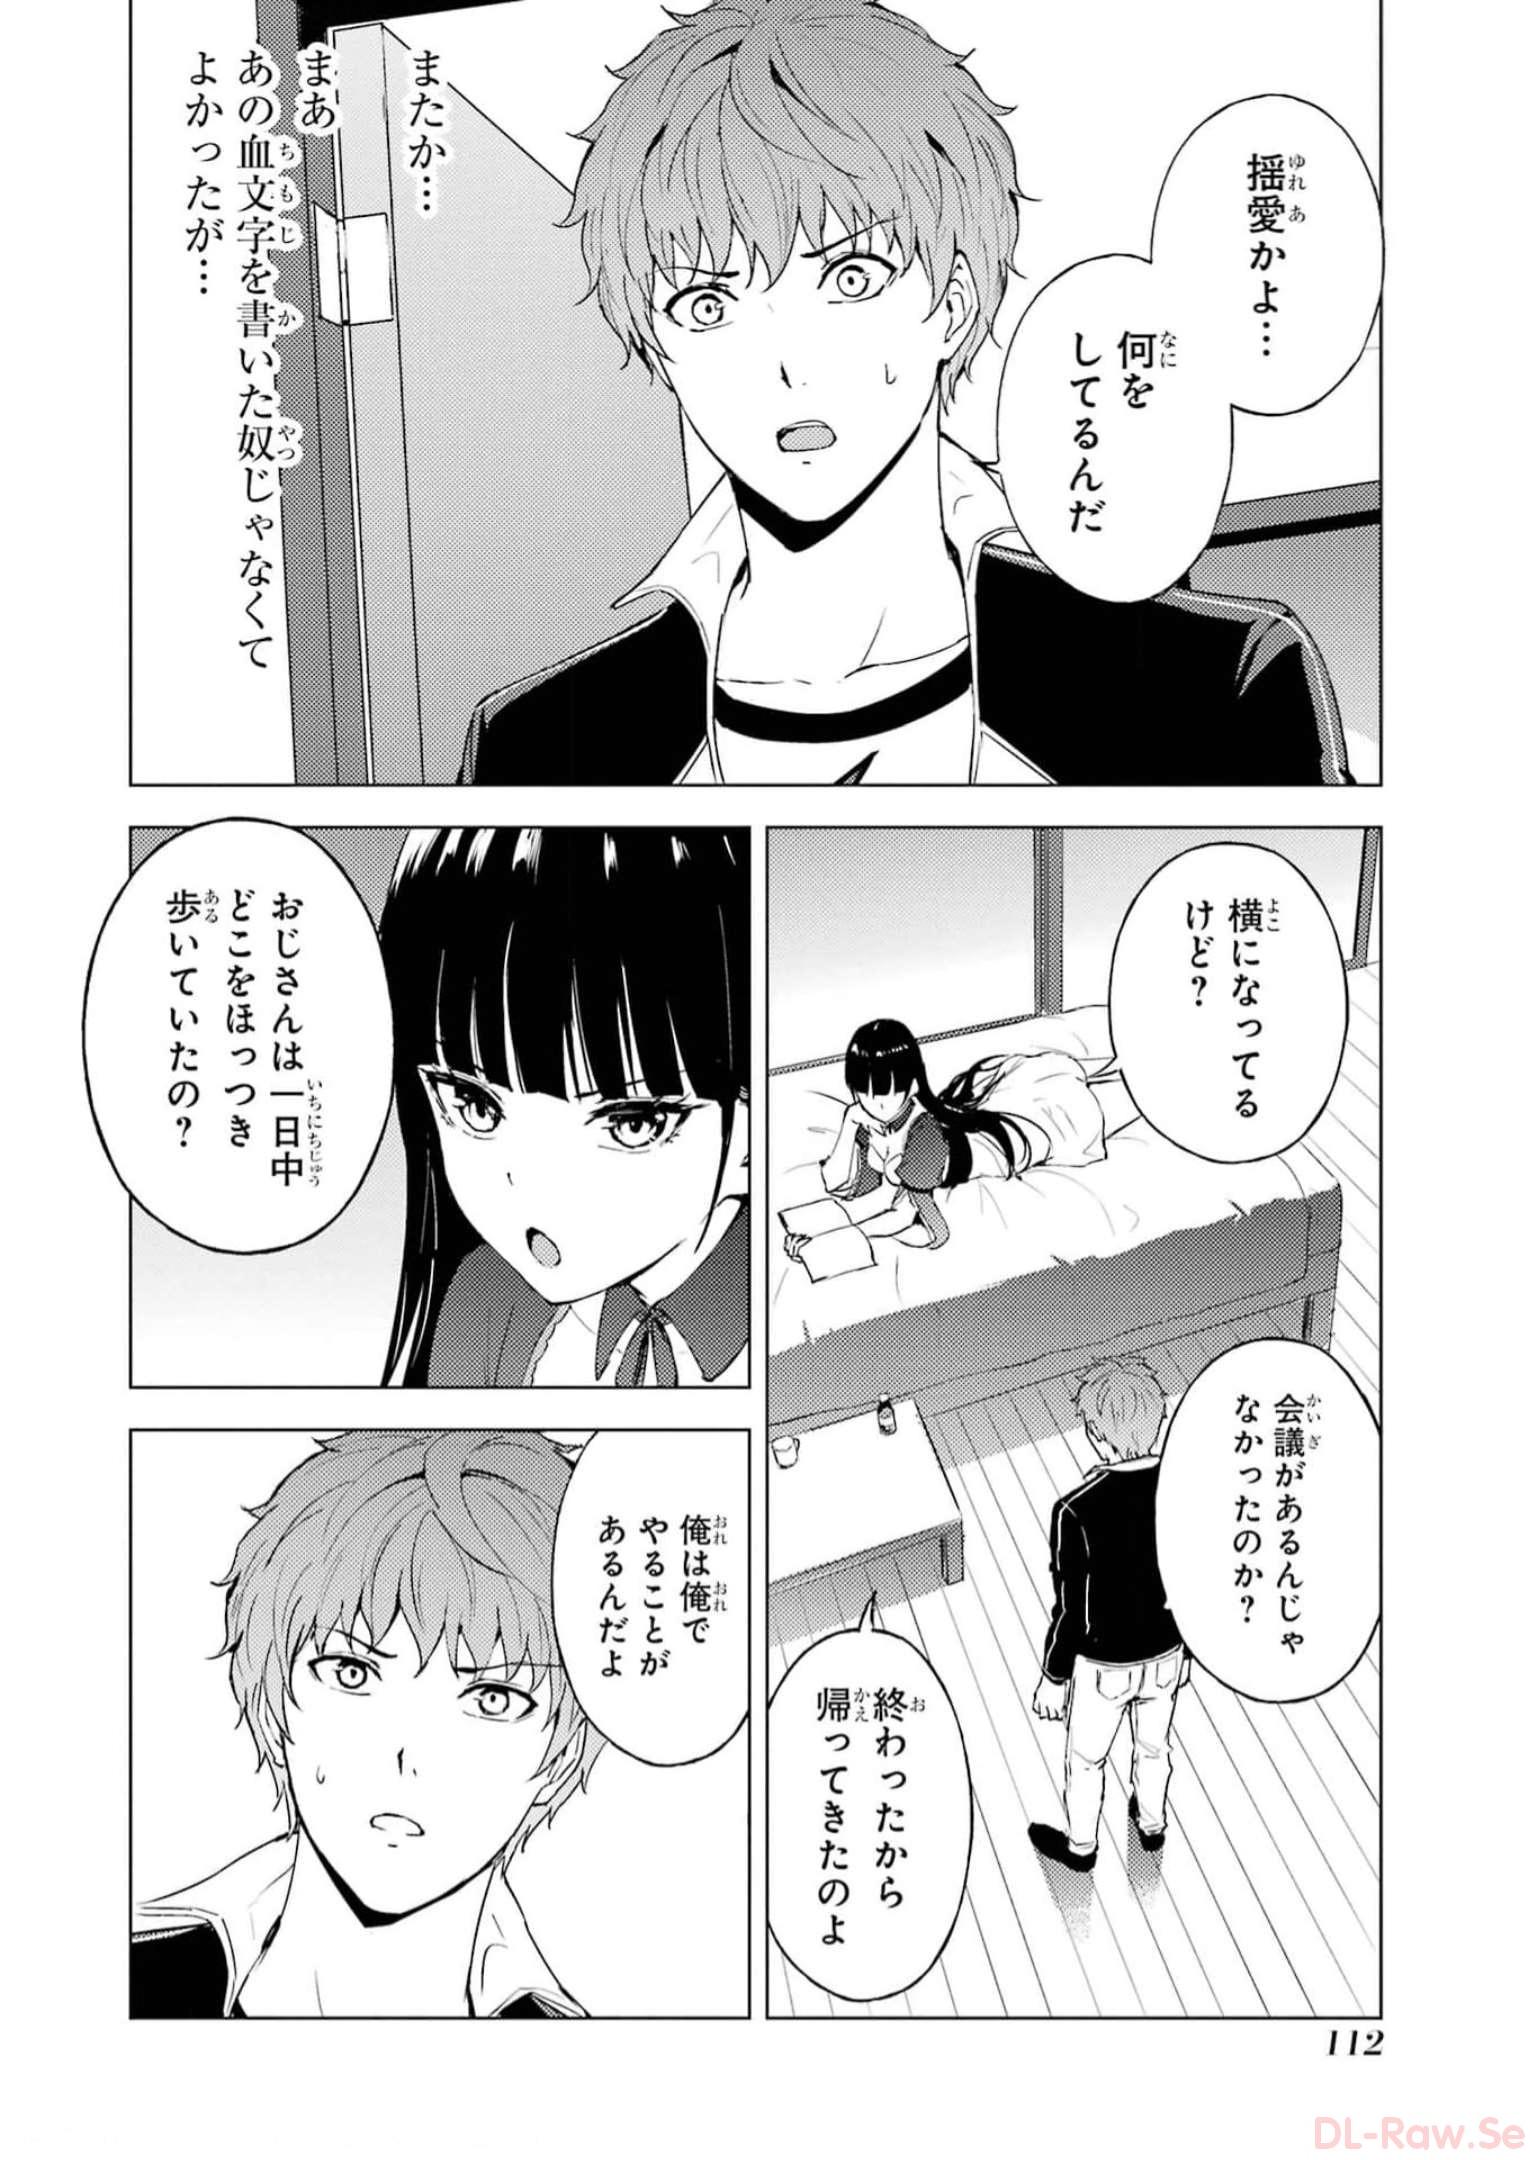 揺愛かよ…
何を
してるんだ
またか…
まあ
あの血文字を書いた奴じゃなくて
よかったが…
横になってる
けど？
会議があるんじゃ
なかったのか？
終わったから
帰ってきたのよ
おじさんは一日中
どこをほっつき
歩いていたの？
俺は俺で
やることが
あるんだよ
112
DL-Raw.Se